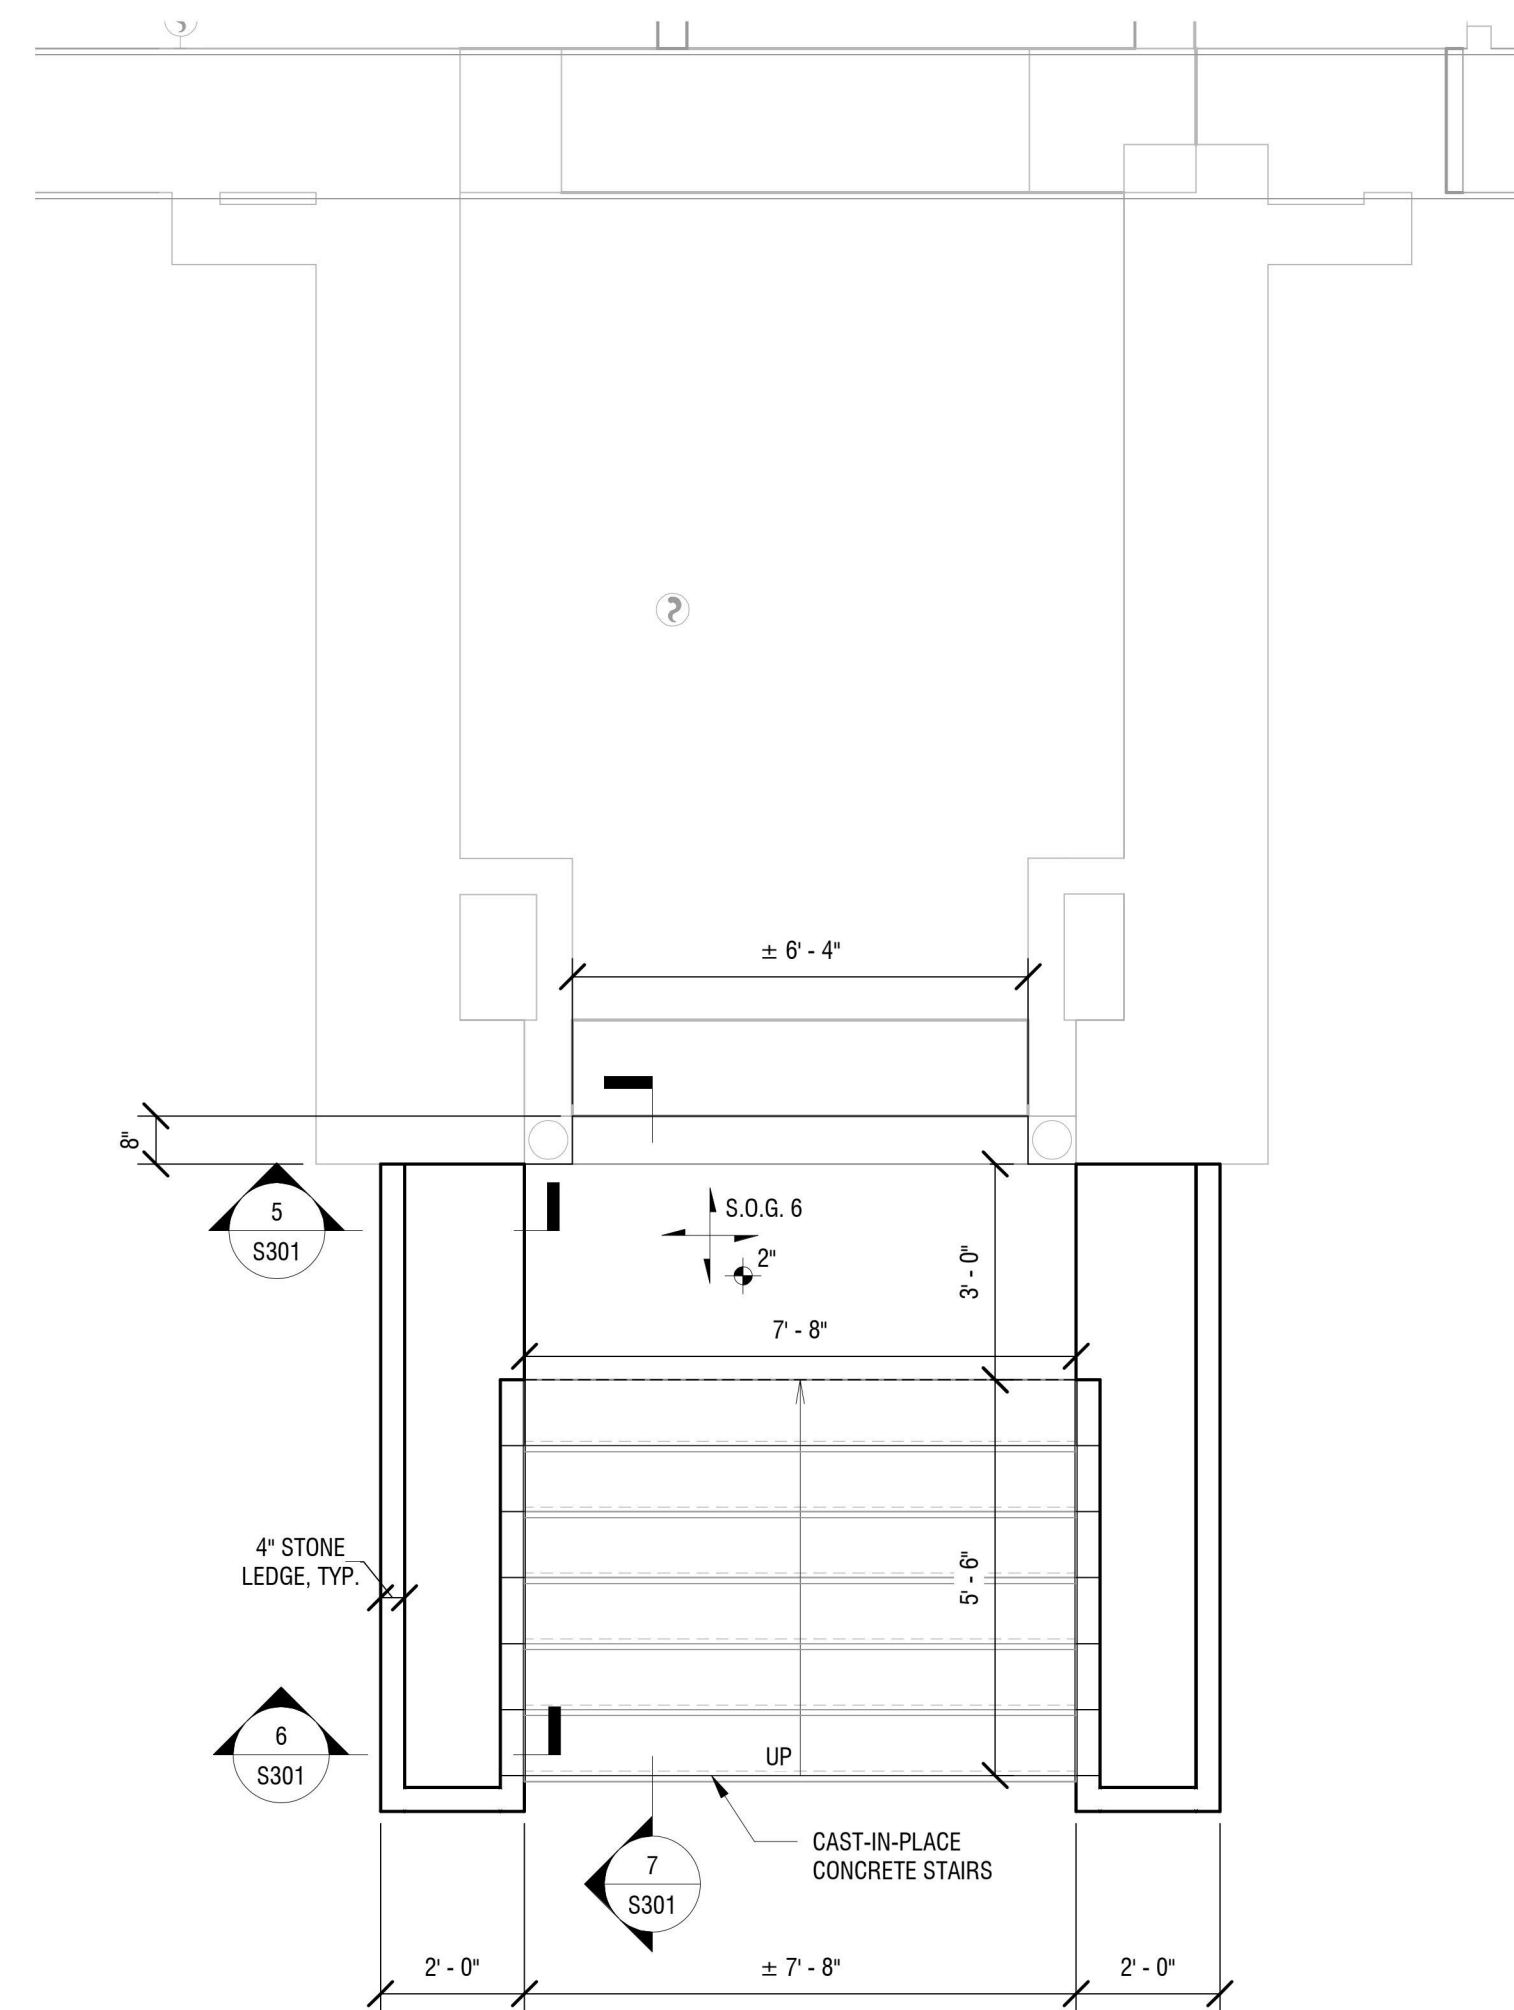 ± 6' - 4"
8"
5
S301
S.O.G. 6
2"
3' - 0"
7' - 8"
4" STONE
LEDGE, TYP.
5' - 6"
6
S301
UP
CAST-IN-PLACE
CONCRETE STAIRS
7
S301
2' - 0"
± 7' - 8"
2' - 0"